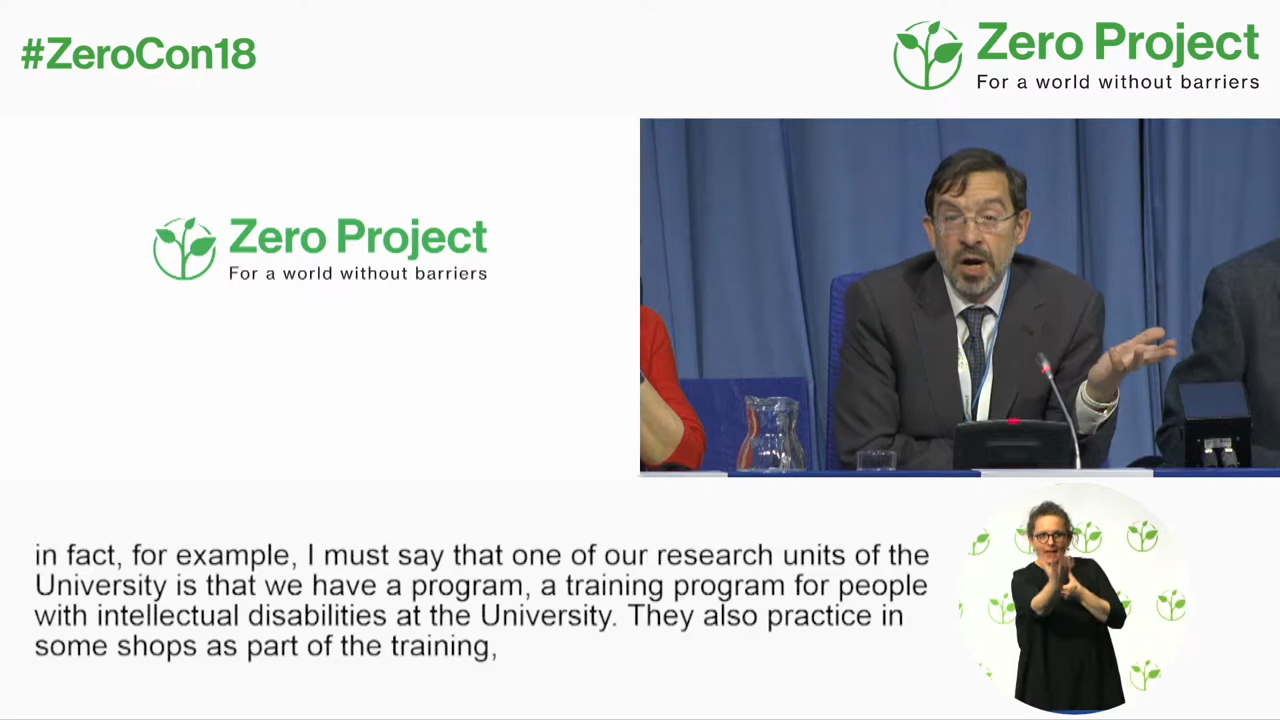 #ZeroCon18
Zero Project
For a world without barriers
Zero Project
For a world without barriers
in fact, for example, I must say that one of our research units of the
University is that we have a program, a training program for people
with intellectual disabilities at the University. They also practice in
some shops as part of the training,